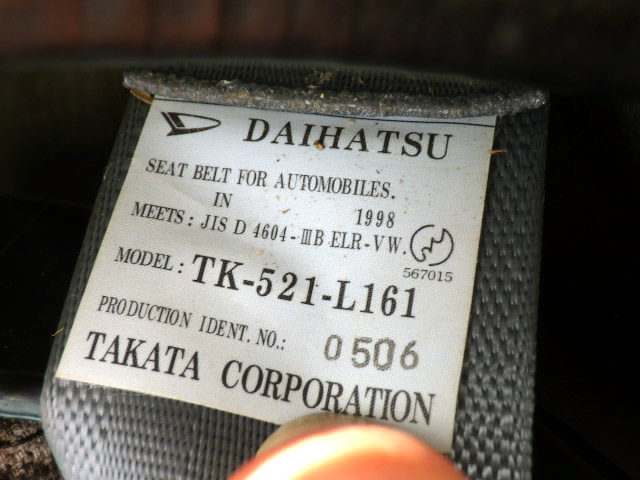 DAIHATSU
SEAT BELT FOR AUTOMOBILES.
IN 1998
MEETS : JIS D 4604-ⅢB ELR-VW.
567015
MODEL : TK-521-L161
PRODUCTION IDENT. NO.: 0506
TAKATA CORPORATION